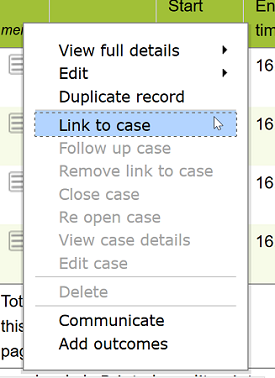 Start En
me tim
View full details
Edit
Duplicate record
16
Link to case
Follow up case
16
Remove link to case
Close case
Re open case
16
View case details
Edit case
16
Delete
Tot
this
Communicate
pag
Add outcomes